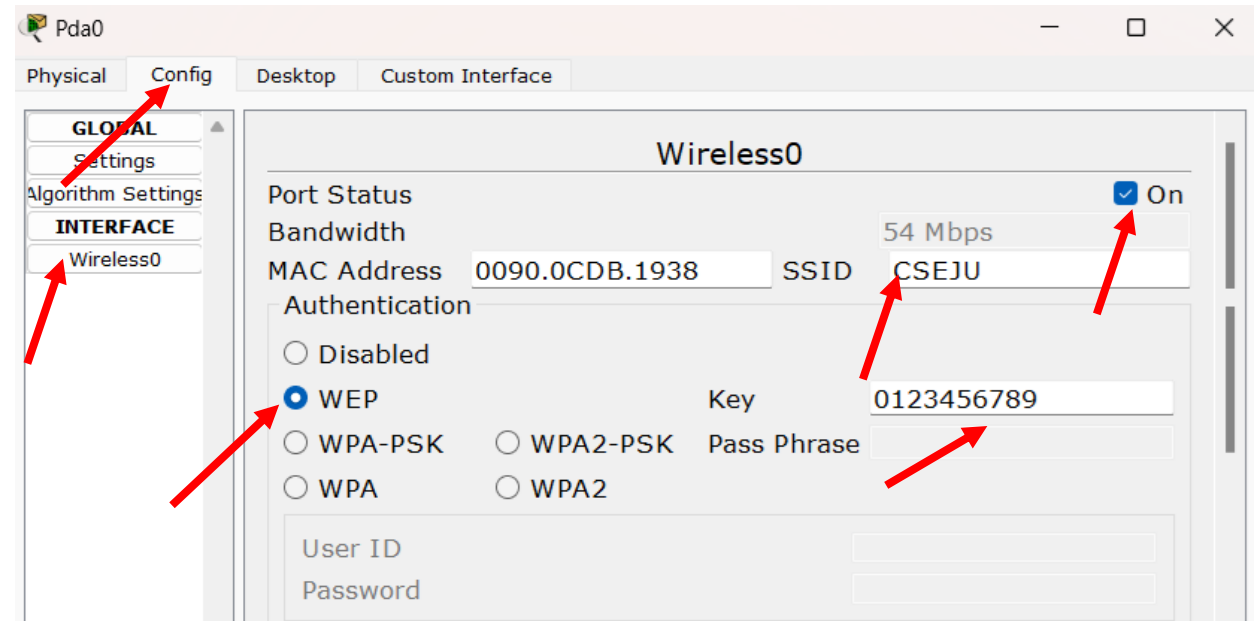 Pda0
Physical Config Desktop Custom Interface
GLOBAL
Settings
Algorithm Settings
INTERFACE
Wireless0
Wireless0
Port Status On
Bandwidth 54 Mbps
MAC Address 0090.0CDB.1938 SSID CSEJU
Authentication
Disabled
WEP Key 0123456789
WPA-PSK WPA2-PSK Pass Phrase
WPA WPA2
User ID
Password